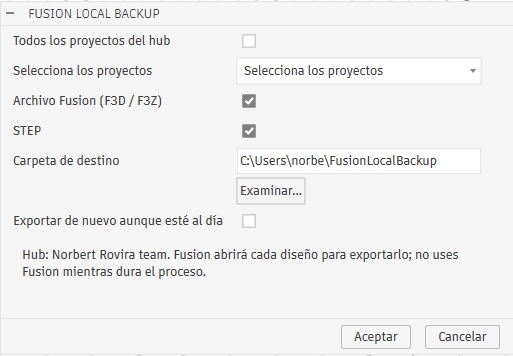 FUSION LOCAL BACKUP
Todos los proyectos del hub
Selecciona los proyectos Selecciona los proyectos
Archivo Fusion (F3D / F3Z)
STEP
Carpeta de destino C:\Users\norbe\FusionLocalBackup
Examinar...
Exportar de nuevo aunque esté al día
Hub: Norbert Rovira team. Fusion abrirá cada diseño para exportarlo; no uses
Fusion mientras dura el proceso.
Aceptar Cancelar